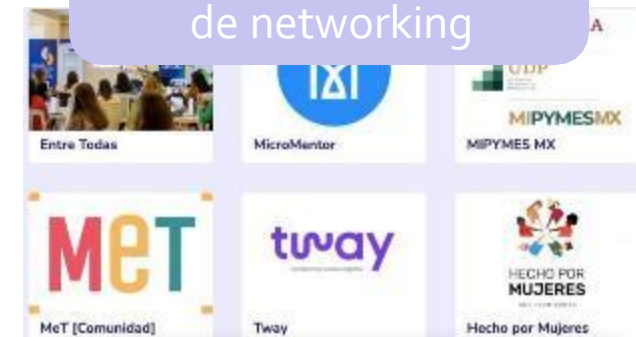 de networking
A
UDP
MIPYMESMX
Entre Todas
MicroMentor
MIPYMES MX
MeT
tway
HECHO POR
MUJERES
MeT [Comunidad]
Tway
Hecho por Mujeres